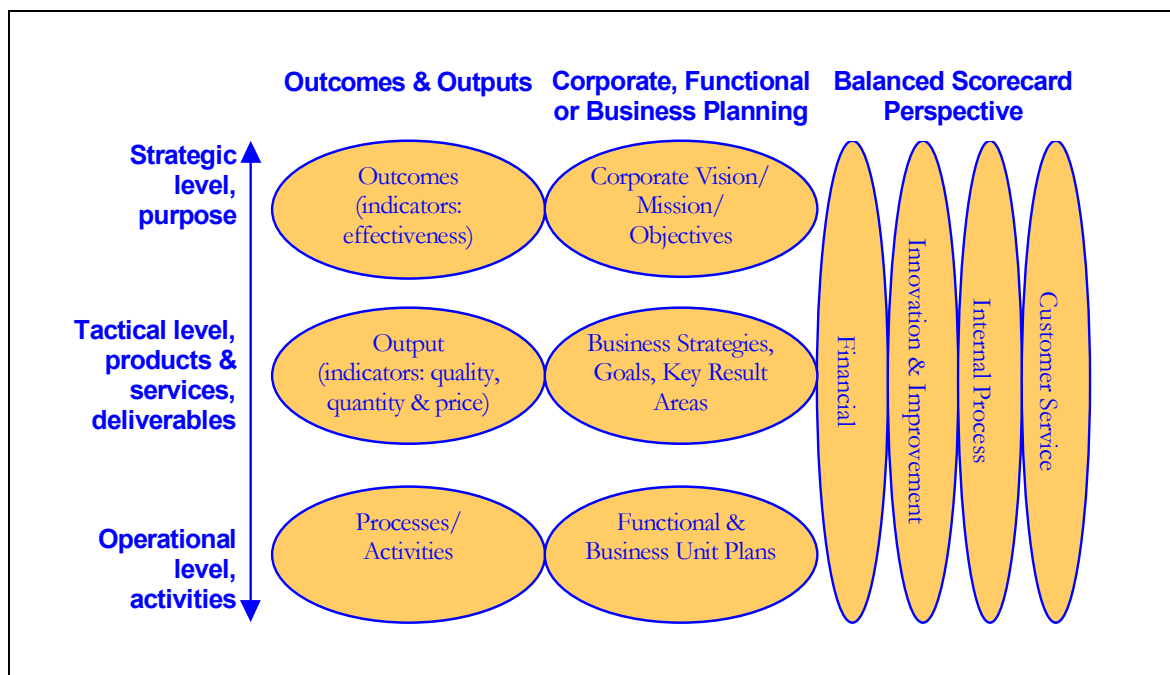 Outcomes & Outputs
Corporate, Functional
or Business Planning
Balanced Scorecard
Perspective
Strategic
level,
purpose
Outcomes
(indicators:
effectiveness)
Corporate Vision/
Mission/
Objectives
Tactical level,
products &
services,
deliverables
Output
(indicators: quality,
quantity & price)
Business Strategies,
Goals, Key Result
Areas
Operational
level,
activities
Processes/
Activities
Functional &
Business Unit Plans
Financial
Innovation & Improvement
Internal Process
Customer Service